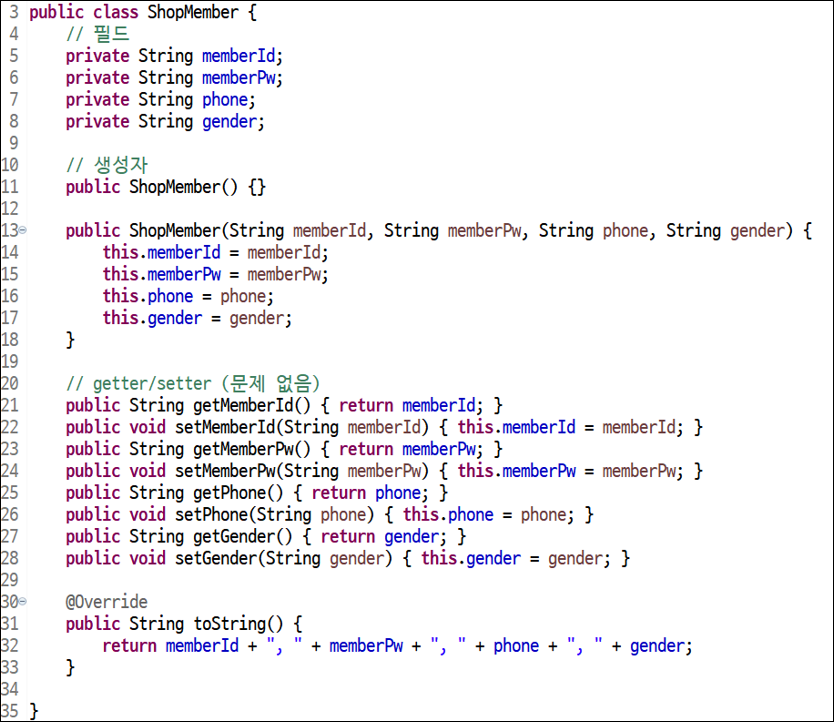 3 public class ShopMember {
4     // 필드
5     private String memberId;
6     private String memberPw;
7     private String phone;
8     private String gender;
9
10     // 생성자
11     public ShopMember() {}
12
13     public ShopMember(String memberId, String memberPw, String phone, String gender) {
14         this.memberId = memberId;
15         this.memberPw = memberPw;
16         this.phone = phone;
17         this.gender = gender;
18     }
19
20     // getter/setter (문제 없음)
21     public String getMemberId() { return memberId; }
22     public void setMemberId(String memberId) { this.memberId = memberId; }
23     public String getMemberPw() { return memberPw; }
24     public void setMemberPw(String memberPw) { this.memberPw = memberPw; }
25     public String getPhone() { return phone; }
26     public void setPhone(String phone) { this.phone = phone; }
27     public String getGender() { return gender; }
28     public void setGender(String gender) { this.gender = gender; }
29
30     @Override
31     public String toString() {
32         return memberId + ", " + memberPw + ", " + phone + ", " + gender;
33     }
34
35 }